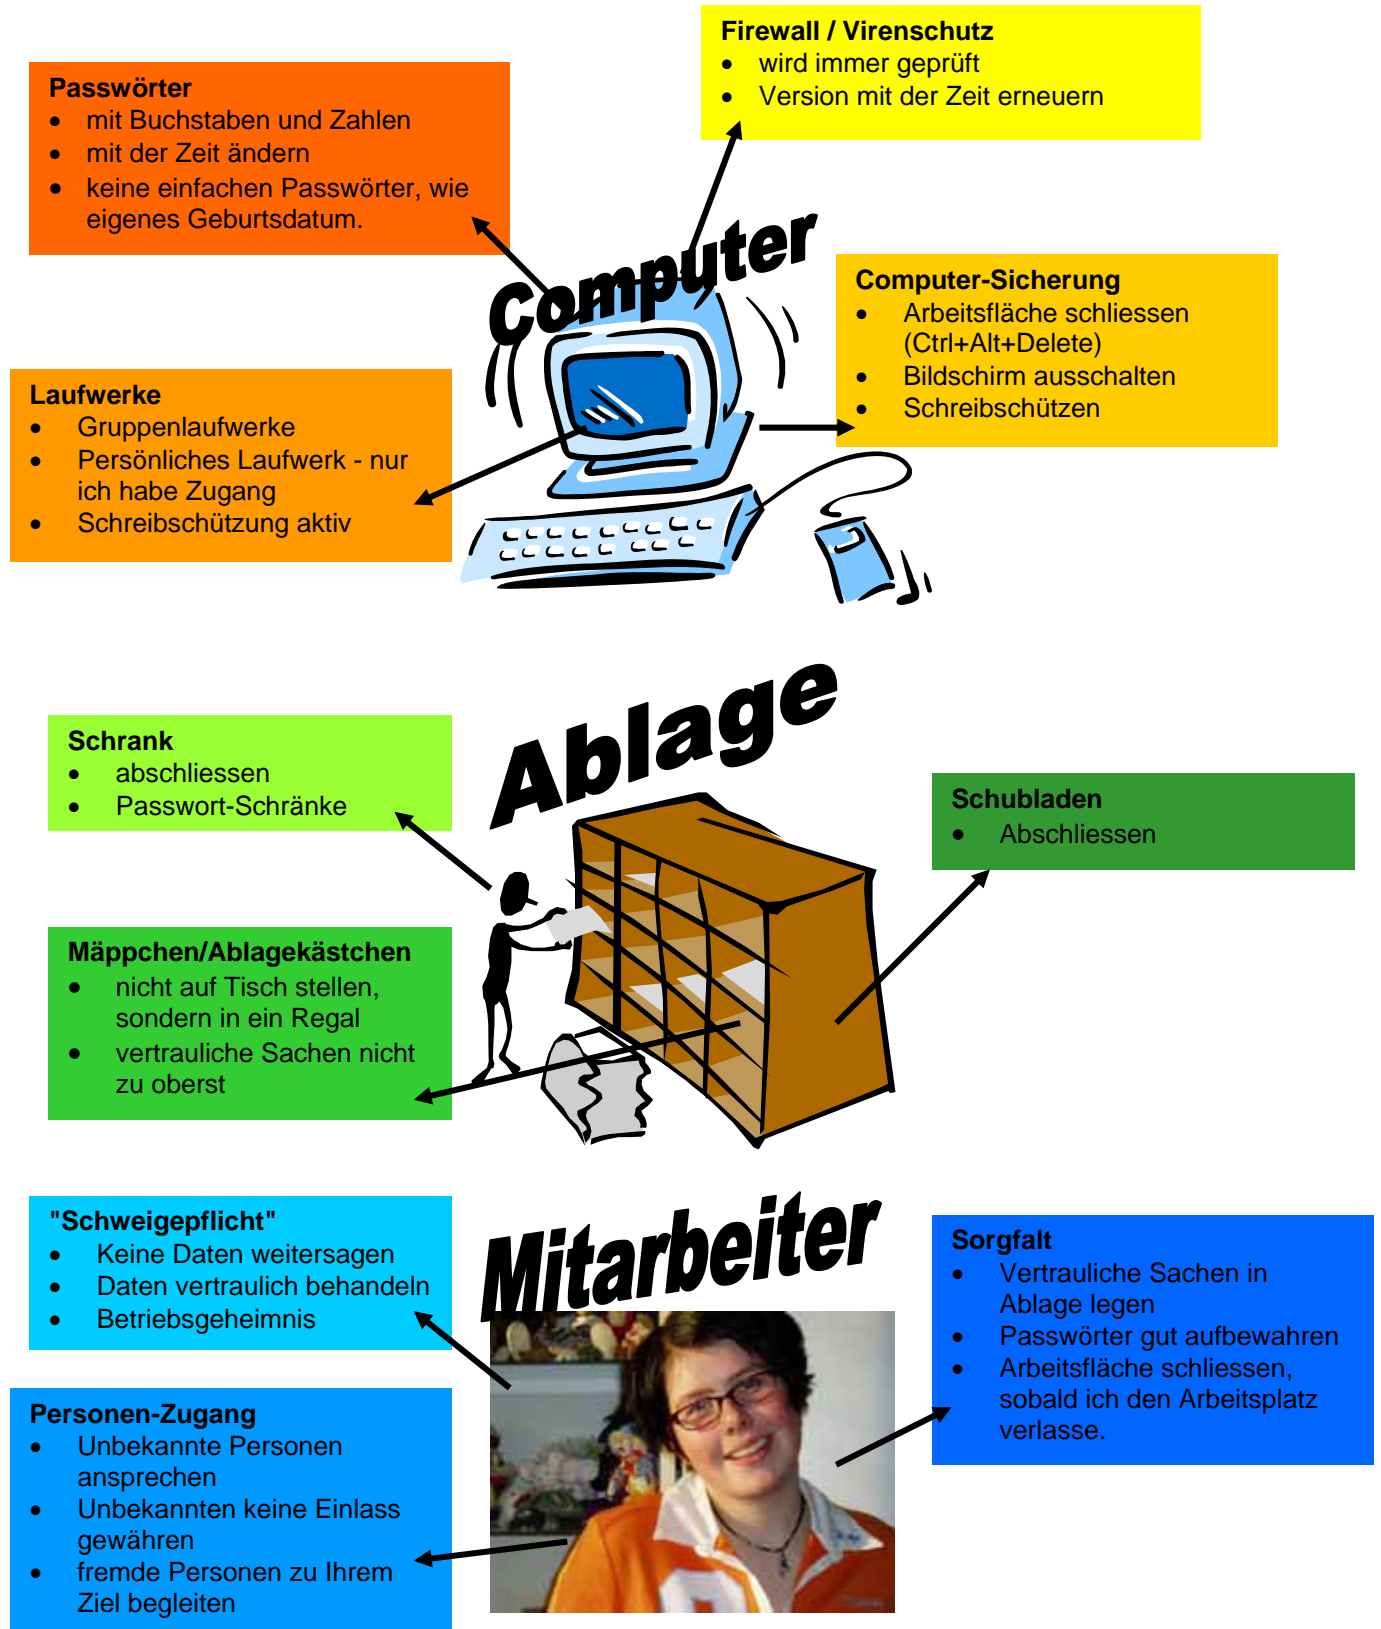 Firewall / Virenschutz
• wird immer geprüft
• Version mit der Zeit erneuern
Passwörter
• mit Buchstaben und Zahlen
• mit der Zeit ändern
• keine einfachen Passwörter, wie
eigenes Geburtsdatum.
Computer
Computer-Sicherung
• Arbeitsfläche schliessen
(Ctrl+Alt+Delete)
• Bildschirm ausschalten
• Schreibschützen
Laufwerke
• Gruppenlaufwerke
• Persönliches Laufwerk - nur
ich habe Zugang
• Schreibschützung aktiv
Ablage
Schrank
• abschliessen
• Passwort-Schränke
Schubladen
• Abschliessen
Mäppchen/Ablagekästchen
• nicht auf Tisch stellen,
sondern in ein Regal
• vertrauliche Sachen nicht
zu oberst
Mitarbeiter
"Schweigepflicht"
• Keine Daten weitersagen
• Daten vertraulich behandeln
• Betriebsgeheimnis
Sorgfalt
• Vertrauliche Sachen in
Ablage legen
• Passwörter gut aufbewahren
• Arbeitsfläche schliessen,
sobald ich den Arbeitsplatz
verlasse.
Personen-Zugang
• Unbekannte Personen
ansprechen
• Unbekannten keine Einlass
gewähren
• fremde Personen zu Ihrem
Ziel begleiten